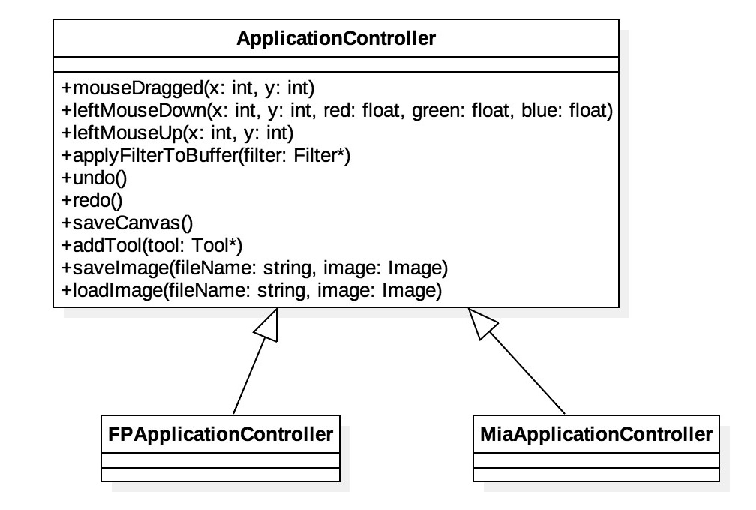 ApplicationController
+mouseDragged(x: int, y: int)
+leftMouseDown(x: int, y: int, red: float, green: float, blue: float)
+leftMouseUp(x: int, y: int)
+applyFilterToBuffer(filter: Filter*)
+undo()
+redo()
+saveCanvas()
+addTool(tool: Tool*)
+saveImage(fileName: string, image: Image)
+loadImage(fileName: string, image: Image)
FPApplicationController
MiaApplicationController